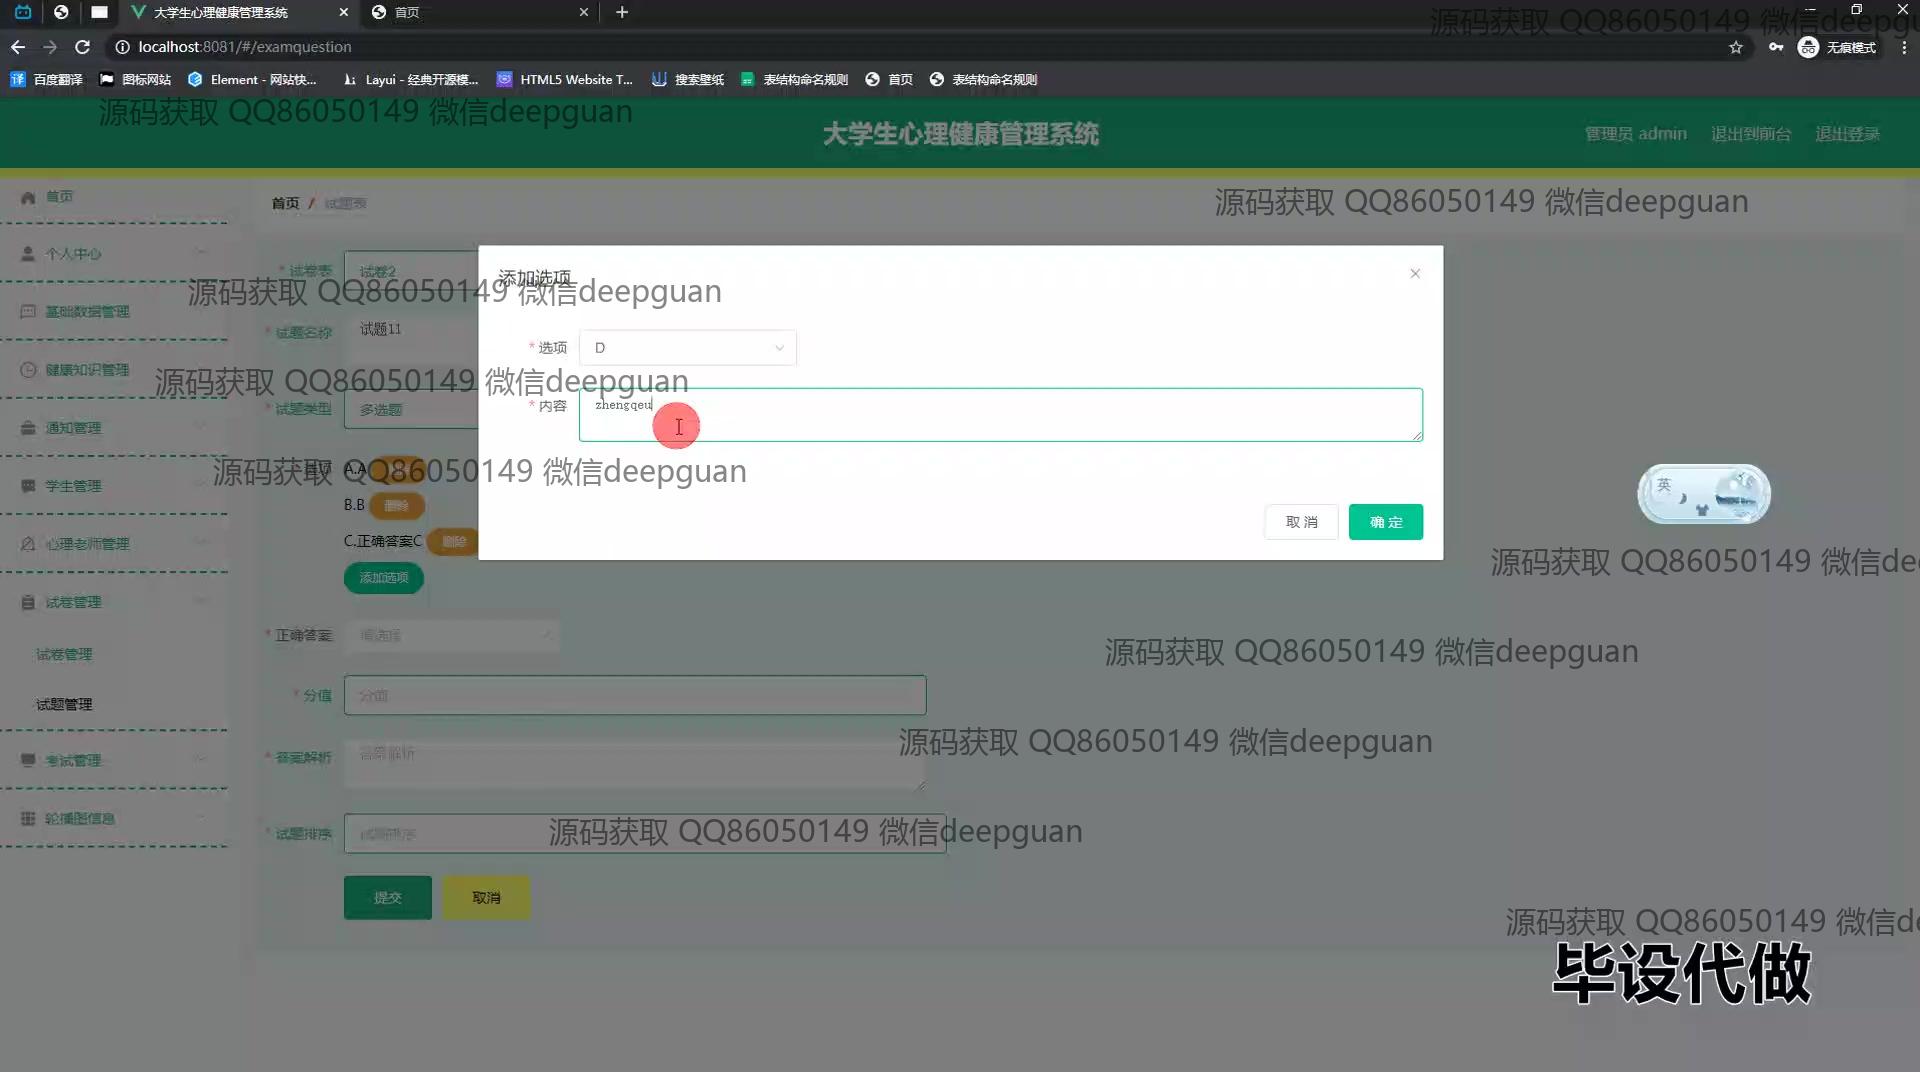 大学生心理健康管理系统
首页
localhost:8081/#/examquestion
无痕模式
百度翻译
图标网站
Element - 网站快...
Layui - 经典开源模...
HTML5 Website T...
搜索壁纸
表结构命名规则
首页
表结构命名规则
大学生心理健康管理系统
管理员 admin
退出到前台
退出登录
首页
个人中心
基础数据管理
健康知识管理
通知管理
学生管理
心理老师管理
试卷管理
试卷管理
试题管理
考试管理
轮播图信息
首页 / 试题表
* 试卷表
试卷2
* 试题名称
试题11
* 试题类型
多选题
选项
A.A
B.B 删除
C.正确答案C 删除
添加选项
* 正确答案
请选择
* 分值
分值
* 答案解析
答案解析
* 试题排序
试题排序
提交
取消
添加选项
* 选项
D
* 内容
zhengqeu
取 消
确 定
英
源码获取 QQ86050149 微信deepgu
源码获取 QQ86050149 微信deepguan
源码获取 QQ86050149 微信deepguan
源码获取 QQ86050149 微信deepguan
源码获取 QQ86050149 微信deepguan
源码获取 QQ86050149 微信deepguan
源码获取 QQ86050149 微信dee
源码获取 QQ86050149 微信deepguan
源码获取 QQ86050149 微信deepguan
源码获取 QQ86050149 微信deepguan
源码获取 QQ86050149 微信de
毕设代做